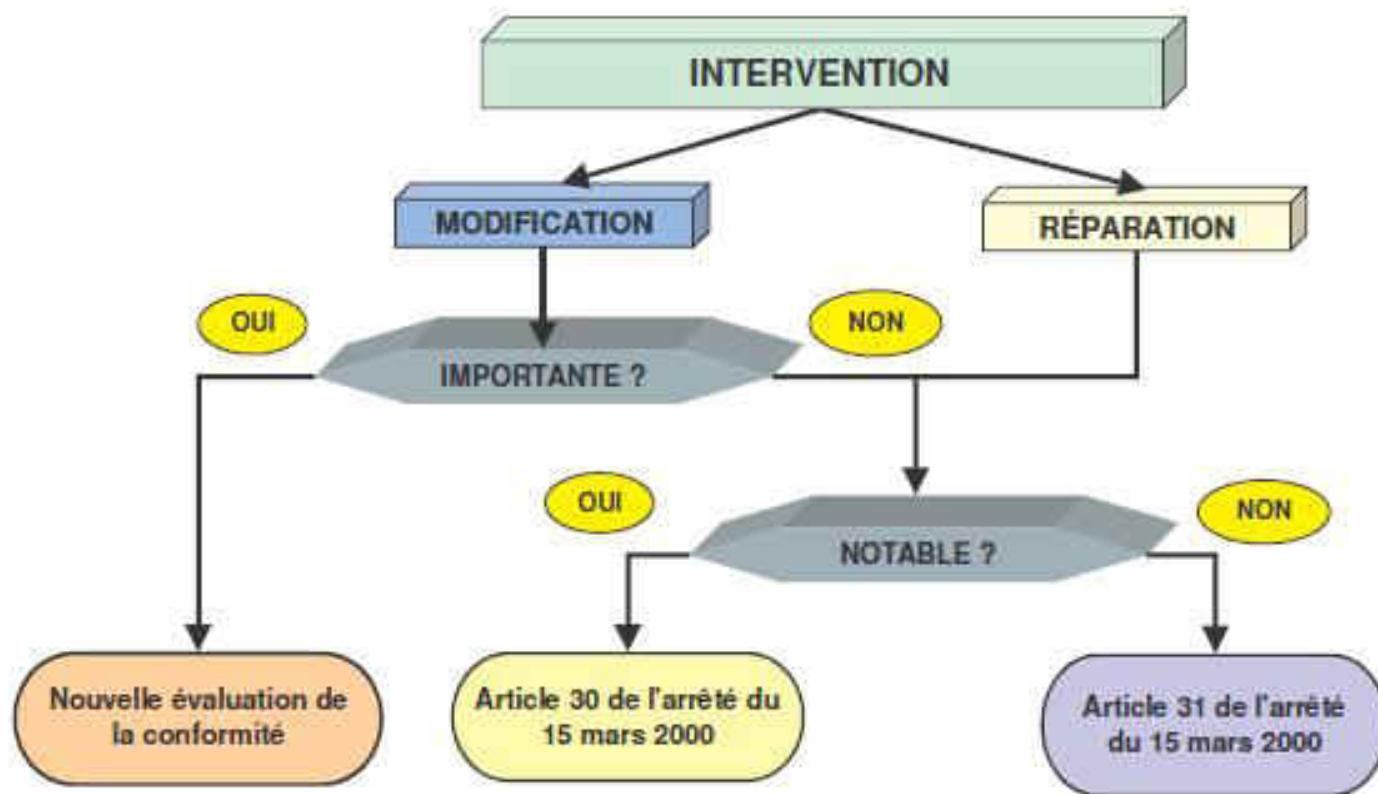 INTERVENTION
MODIFICATION
RÉPARATION
OUI
NON
IMPORTANTE ?
OUI
NON
NOTABLE ?
Nouvelle évaluation de
la conformité
Article 30 de l'arrêté du
15 mars 2000
Article 31 de l'arrêté
du 15 mars 2000